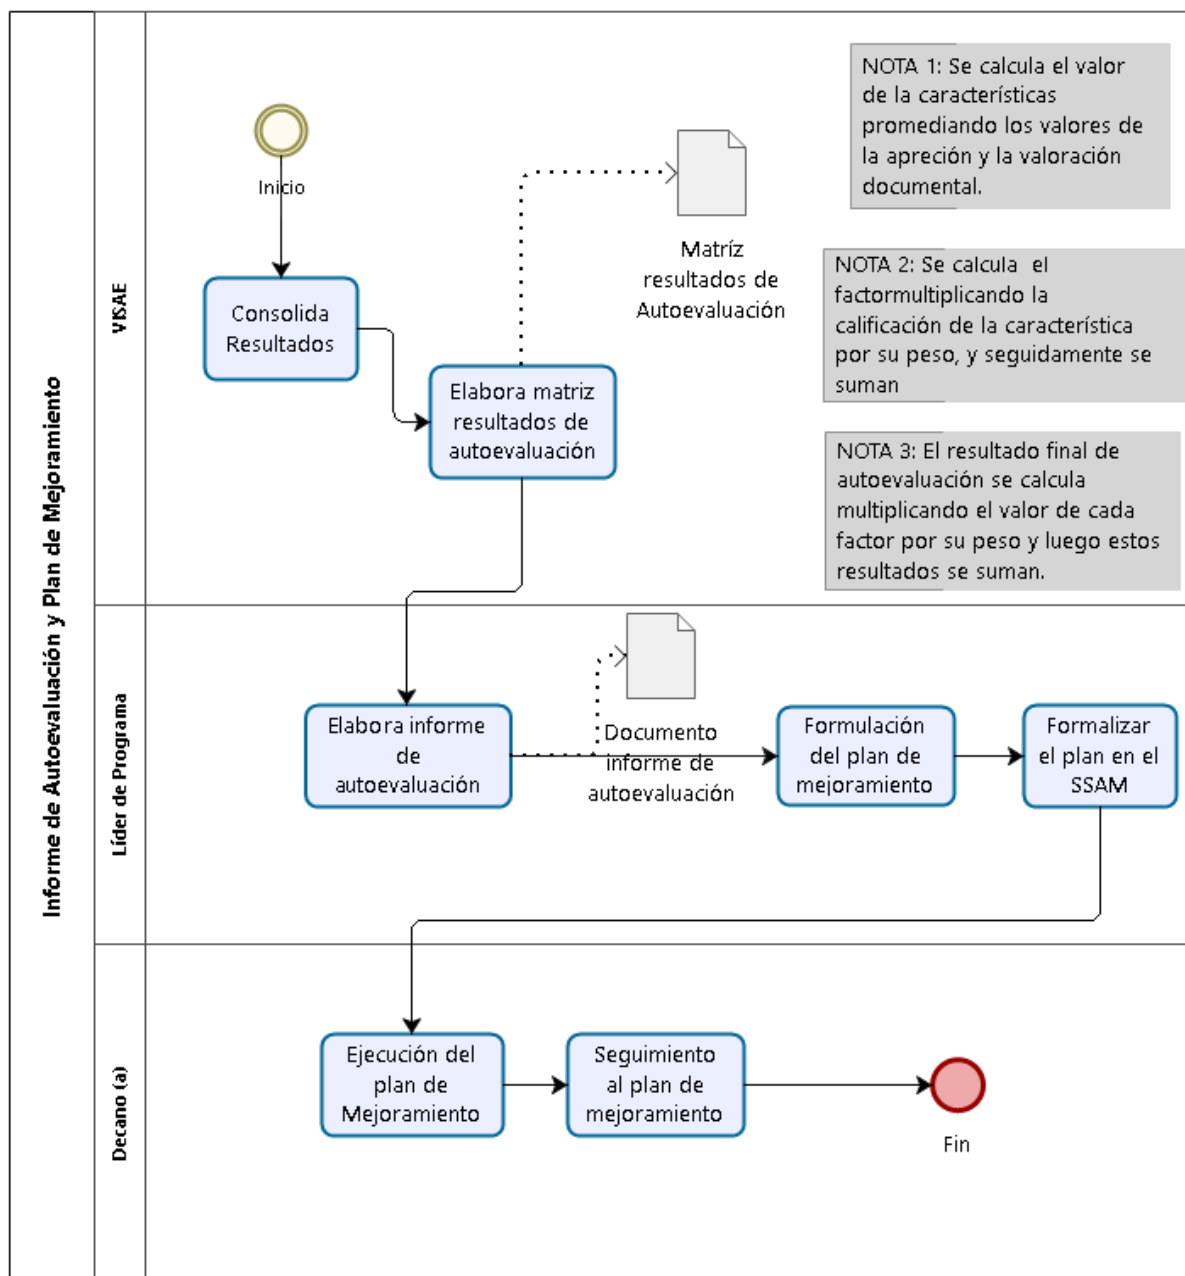 Informe de Autoevaluación y Plan de Mejoramiento
VISAE
Inicio
Consolida
Resultados
Elabora matriz
resultados de
autoevaluación
Matríz
resultados de
Autoevaluación
NOTA 1: Se calcula el valor
de la características
promediando los valores de
la apreción y la valoración
documental.
NOTA 2: Se calcula el
factormultiplicando la
calificación de la característica
por su peso, y seguidamente se
suman
NOTA 3: El resultado final de
autoevaluación se calcula
multiplicando el valor de cada
factor por su peso y luego estos
resultados se suman.
Líder de Programa
Elabora informe
de
autoevaluación
Documento
informe de
autoevaluación
Formulación
del plan de
mejoramiento
Formalizar
el plan en el
SSAM
Decano (a)
Ejecución del
plan de
Mejoramiento
Seguimiento
al plan de
mejoramiento
Fin